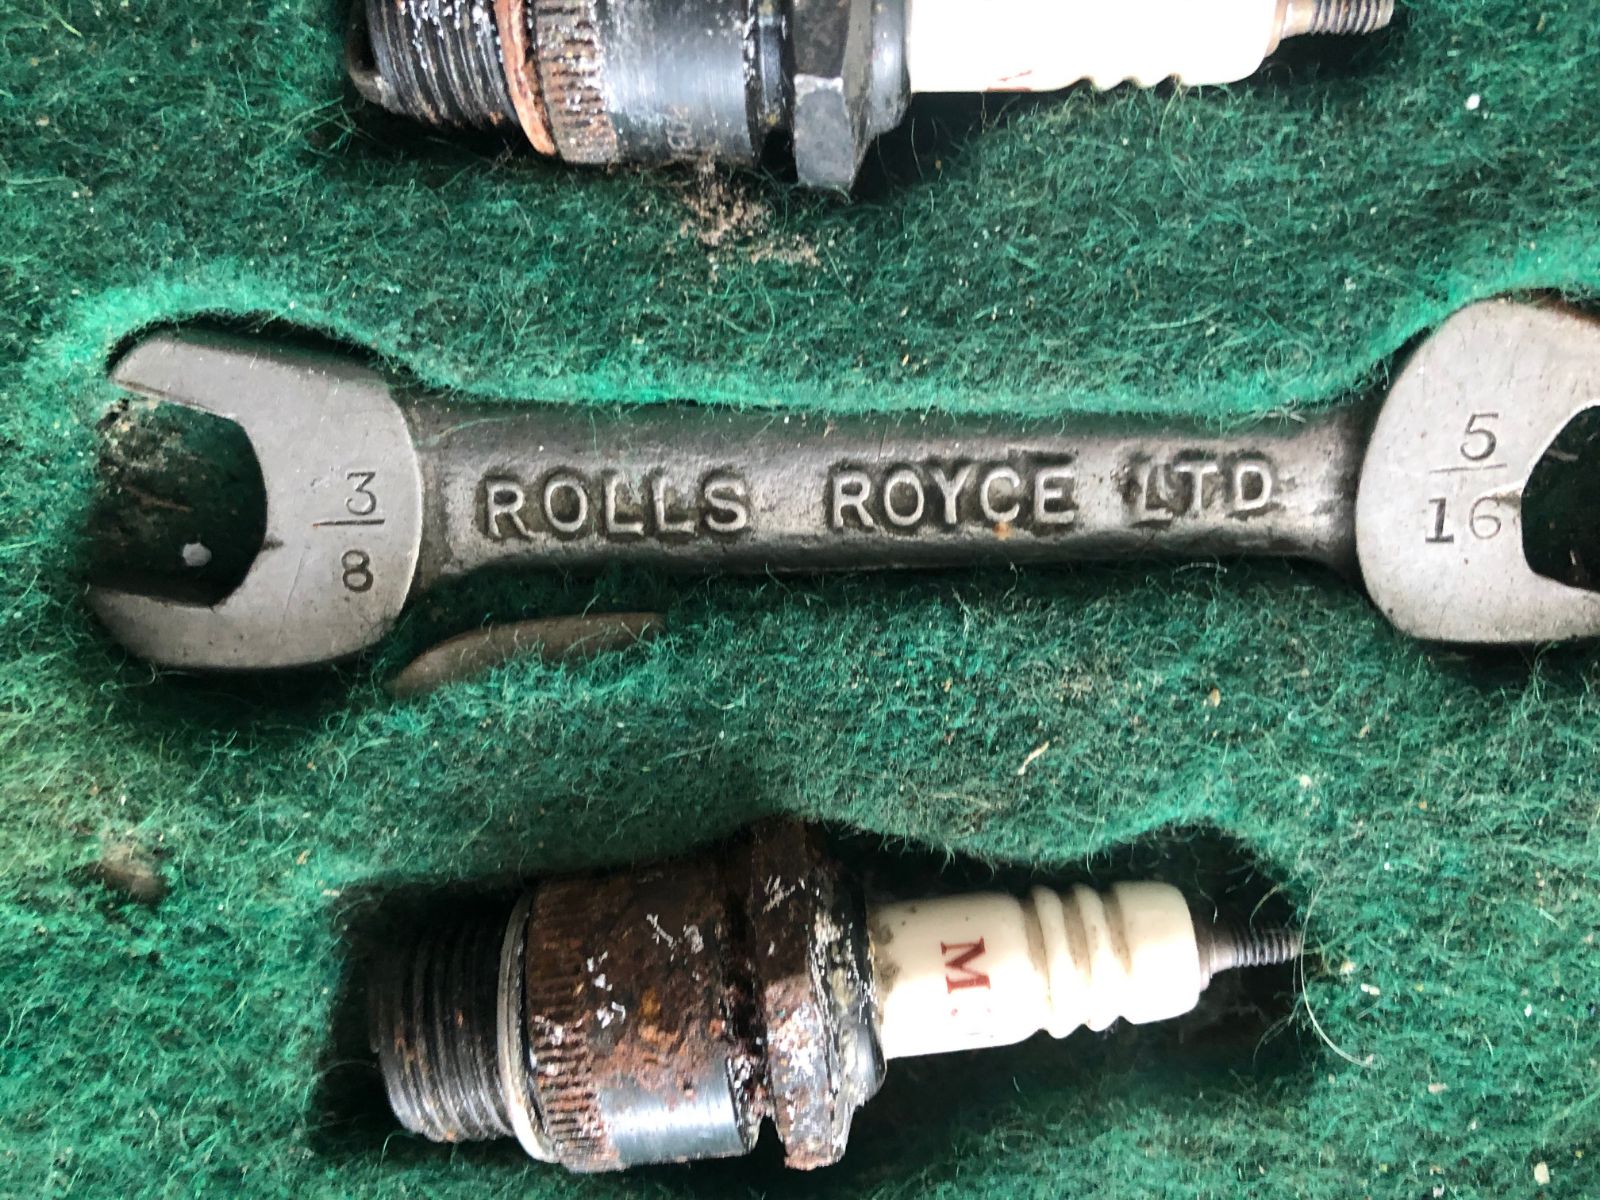 3/8 ROLLS ROYCE LTD 5/16
M